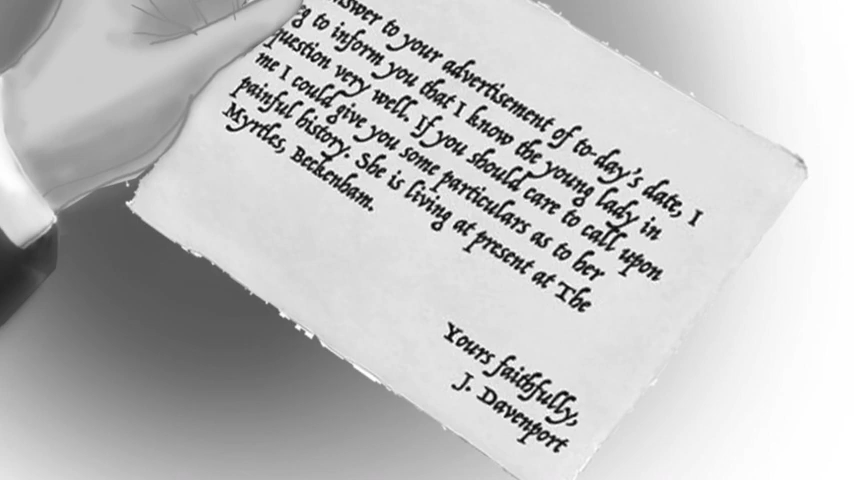 answer to your advertisement of to-day's date, I
to inform you that I know the young lady in
question very well. If you should care to call upon
me I could give you some particulars as to her
painful history. She is living at present at The
Myrtles, Beckenham.
Yours faithfully,
J. Davenport